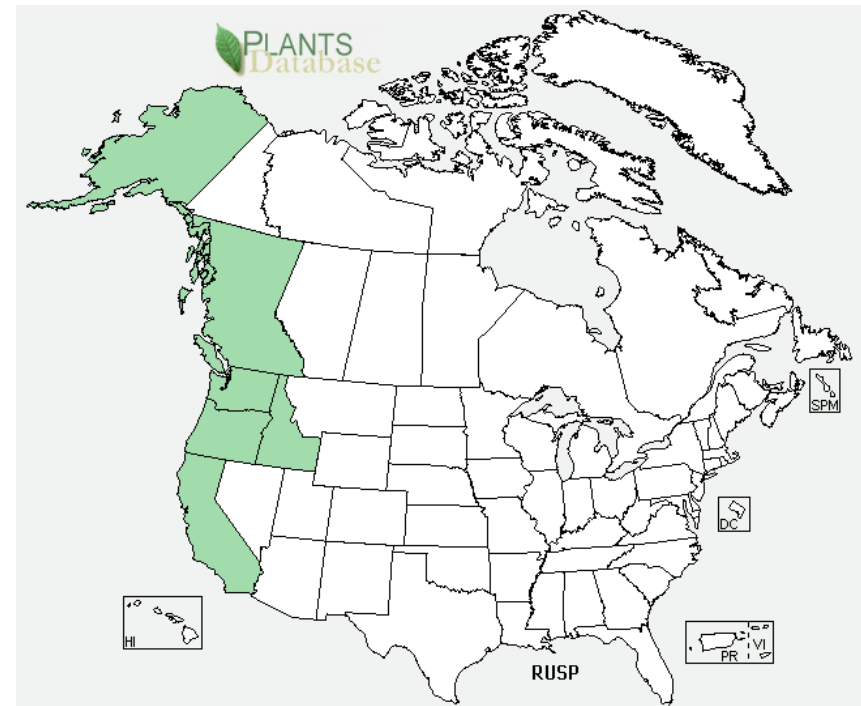 PLANTS
Database
SPM
DC
HI
PR
VI
RUSP